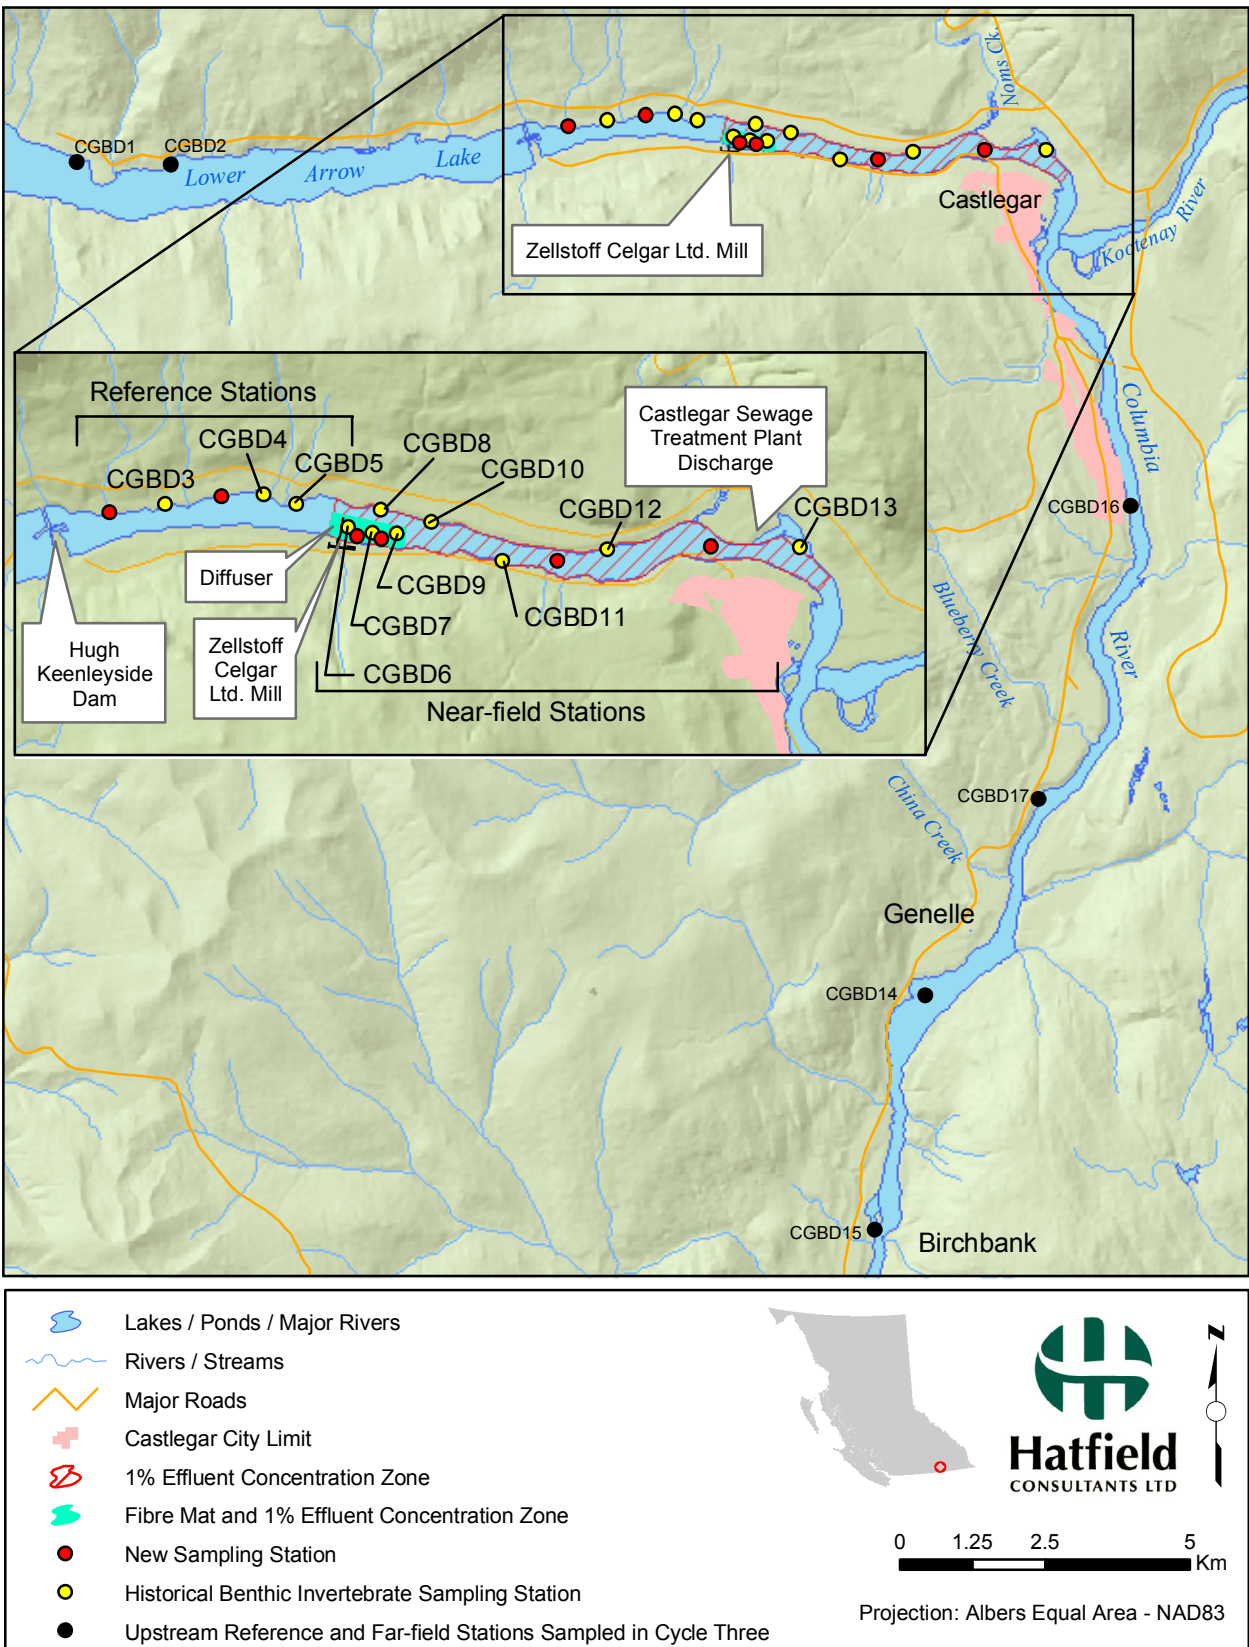 Noms Ck.
CGBD1
CGBD2
Lower Arrow Lake
Castlegar
Kootenay River
Zellstoff Celgar Ltd. Mill
Reference Stations
CGBD3
CGBD4
CGBD5
CGBD8
CGBD10
Castlegar Sewage
Treatment Plant
Discharge
CGBD12
CGBD13
Diffuser
CGBD9
CGBD11
CGBD7
CGBD6
Hugh
Keenleyside
Dam
Zellstoff
Celgar
Ltd. Mill
Near-field Stations
Columbia
River
CGBD16
Blueberry Creek
CGBD17
China Creek
Genelle
CGBD14
CGBD15
Birchbank
Lakes / Ponds / Major Rivers
Rivers / Streams
Major Roads
Castlegar City Limit
1% Effluent Concentration Zone
Fibre Mat and 1% Effluent Concentration Zone
New Sampling Station
Historical Benthic Invertebrate Sampling Station
Upstream Reference and Far-field Stations Sampled in Cycle Three
Hatfield
CONSULTANTS LTD
N
0 1.25 2.5 5
Km
Projection: Albers Equal Area - NAD83